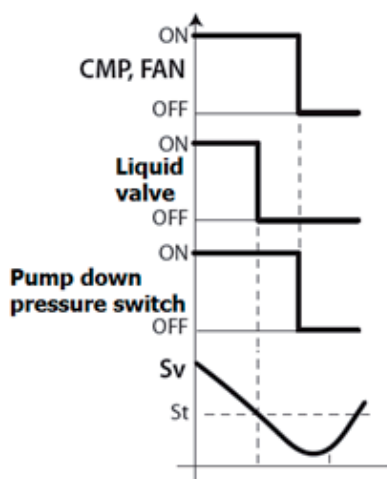 ON
CMP, FAN
OFF
ON
Liquid
valve
OFF
ON
Pump down
pressure switch
OFF
Sv
St